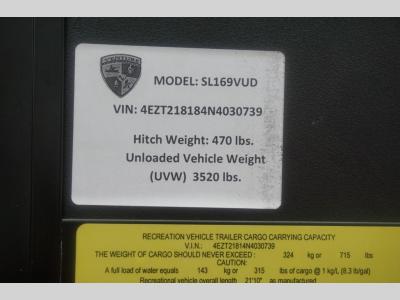 MODEL: SL169VUD
VIN: 4EZT218184N4030739
Hitch Weight: 470 lbs.
Unloaded Vehicle Weight
(UVW) 3520 lbs.
RECREATION VEHICLE TRAILER CARGO CARRYING CAPACITY
V.I.N.: 4EZT21814N4030739
THE WEIGHT OF CARGO SHOULD NEVER EXCEED : 324 kg or 715 lbs
CAUTION:
A full load of water equals 143 kg or 315 lbs of cargo @ 1 kg/L (8.3 lb/gal)
Recreational vehicle overall length 21'10" as manufactured